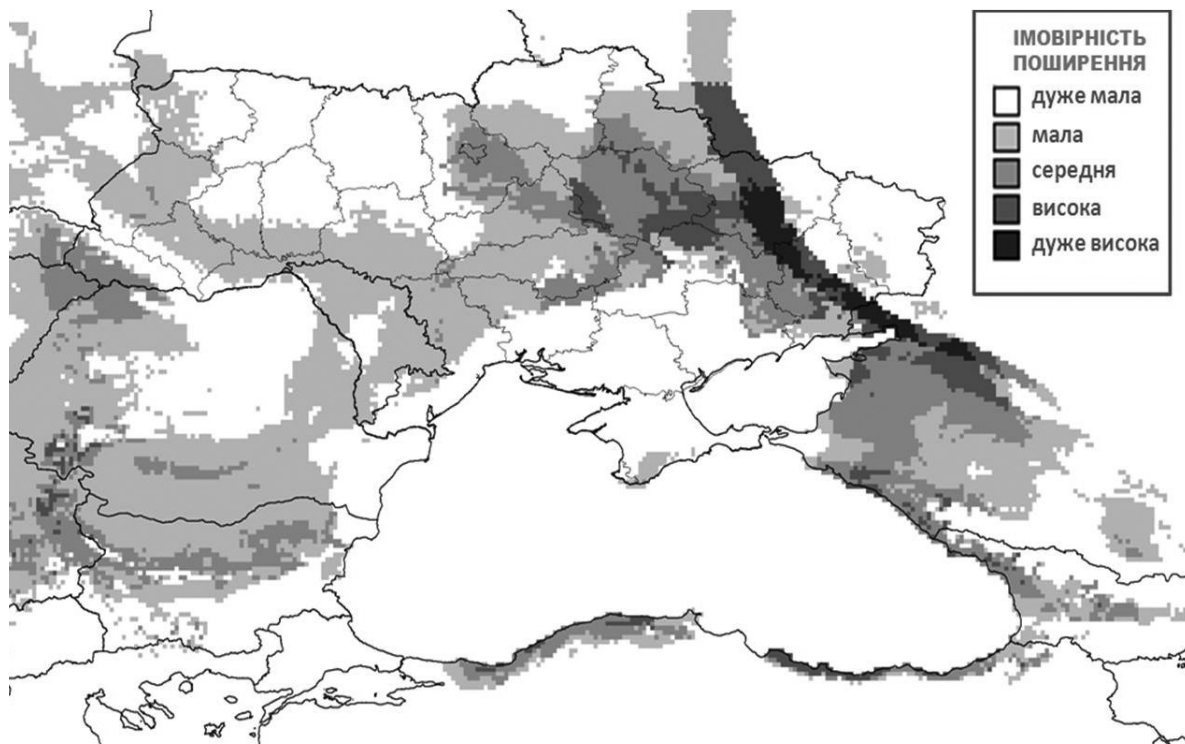 ІМОВІРНІСТЬ
ПОШИРЕННЯ
дуже мала
мала
середня
висока
дуже висока